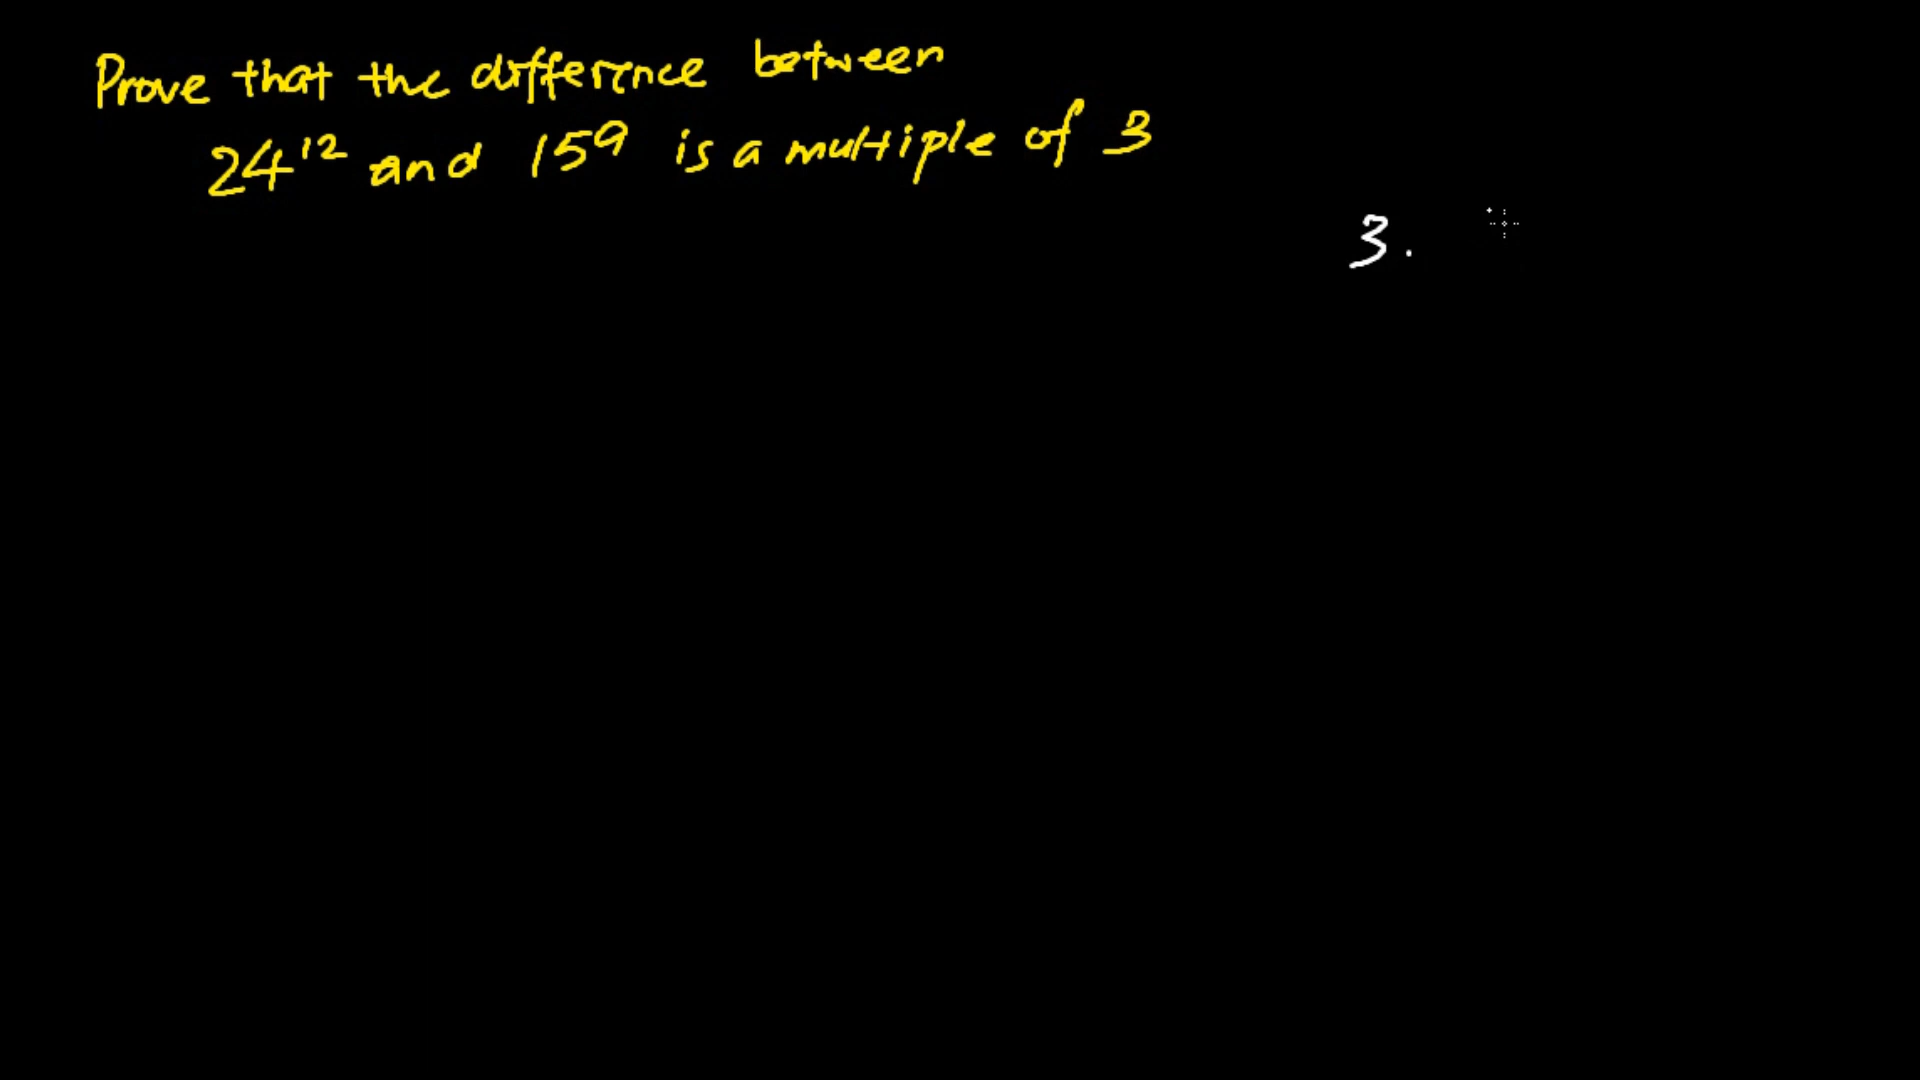 Prove that the difference between
24¹² and 15⁹ is a multiple of 3
3.